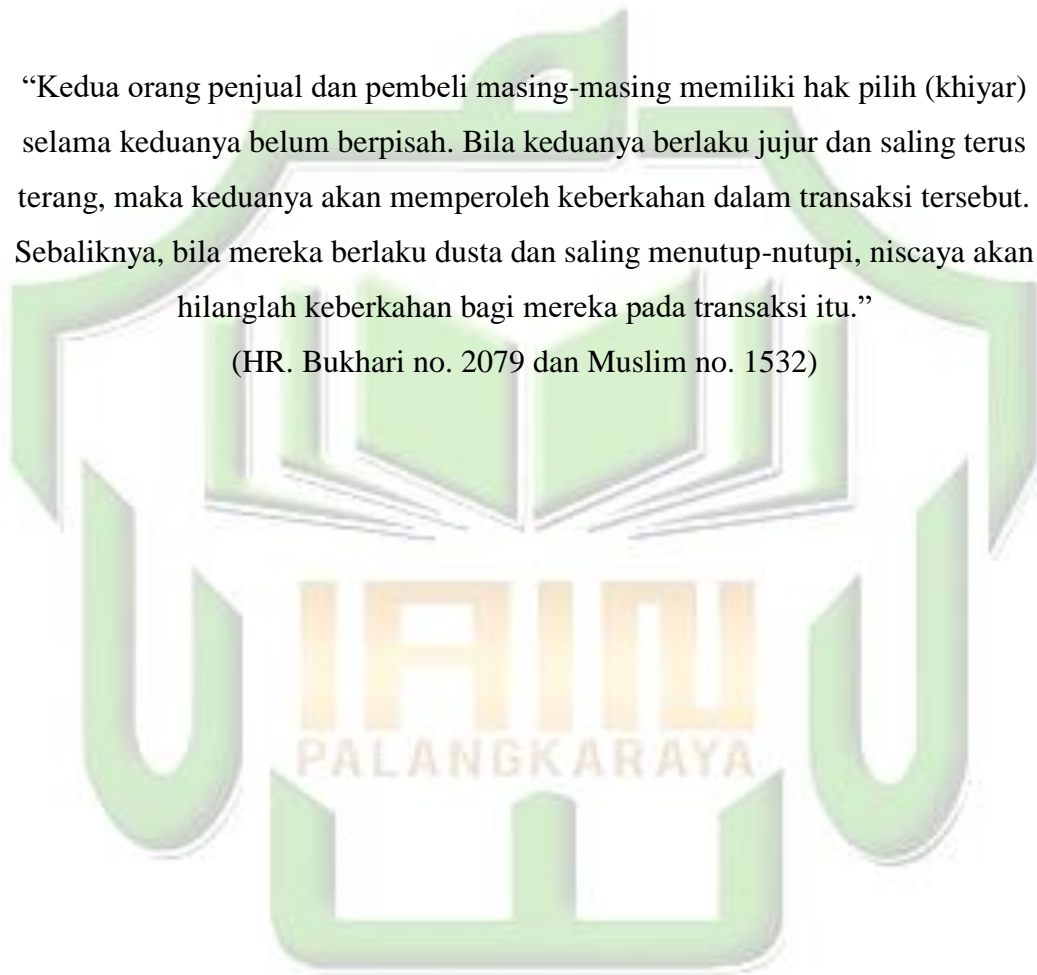 “Kedua orang penjual dan pembeli masing-masing memiliki hak pilih (khiyar)
selama keduanya belum berpisah. Bila keduanya berlaku jujur dan saling terus
terang, maka keduanya akan memperoleh keberkahan dalam transaksi tersebut.
Sebaliknya, bila mereka berlaku dusta dan saling menutup-nutupi, niscaya akan
hilanglah keberkahan bagi mereka pada transaksi itu.”
(HR. Bukhari no. 2079 dan Muslim no. 1532)
IAIN
PALANGKARAYA